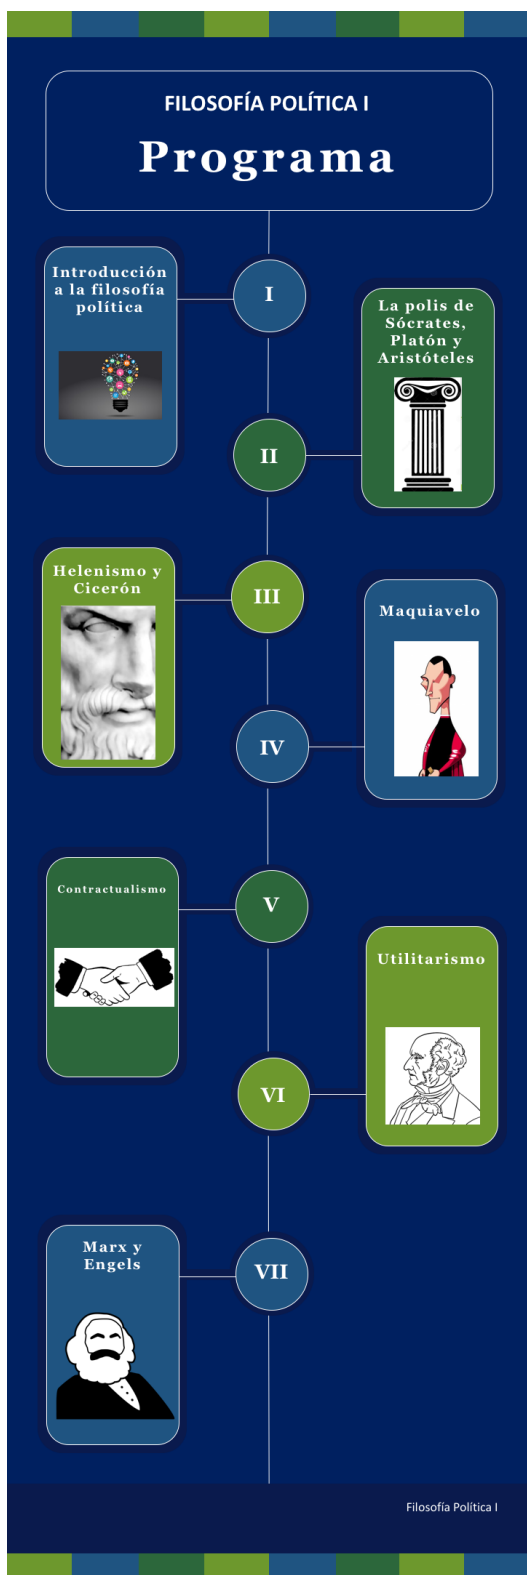 FILOSOFÍA POLÍTICA I
Programa
Introducción
a la filosofía
política
I
La polis de
Sócrates,
Platón y
Aristóteles
II
Helenismo y
Cicerón
III
Maquiavelo
IV
Contractualismo
V
Utilitarismo
VI
Marx y
Engels
VII
Filosofía Política I